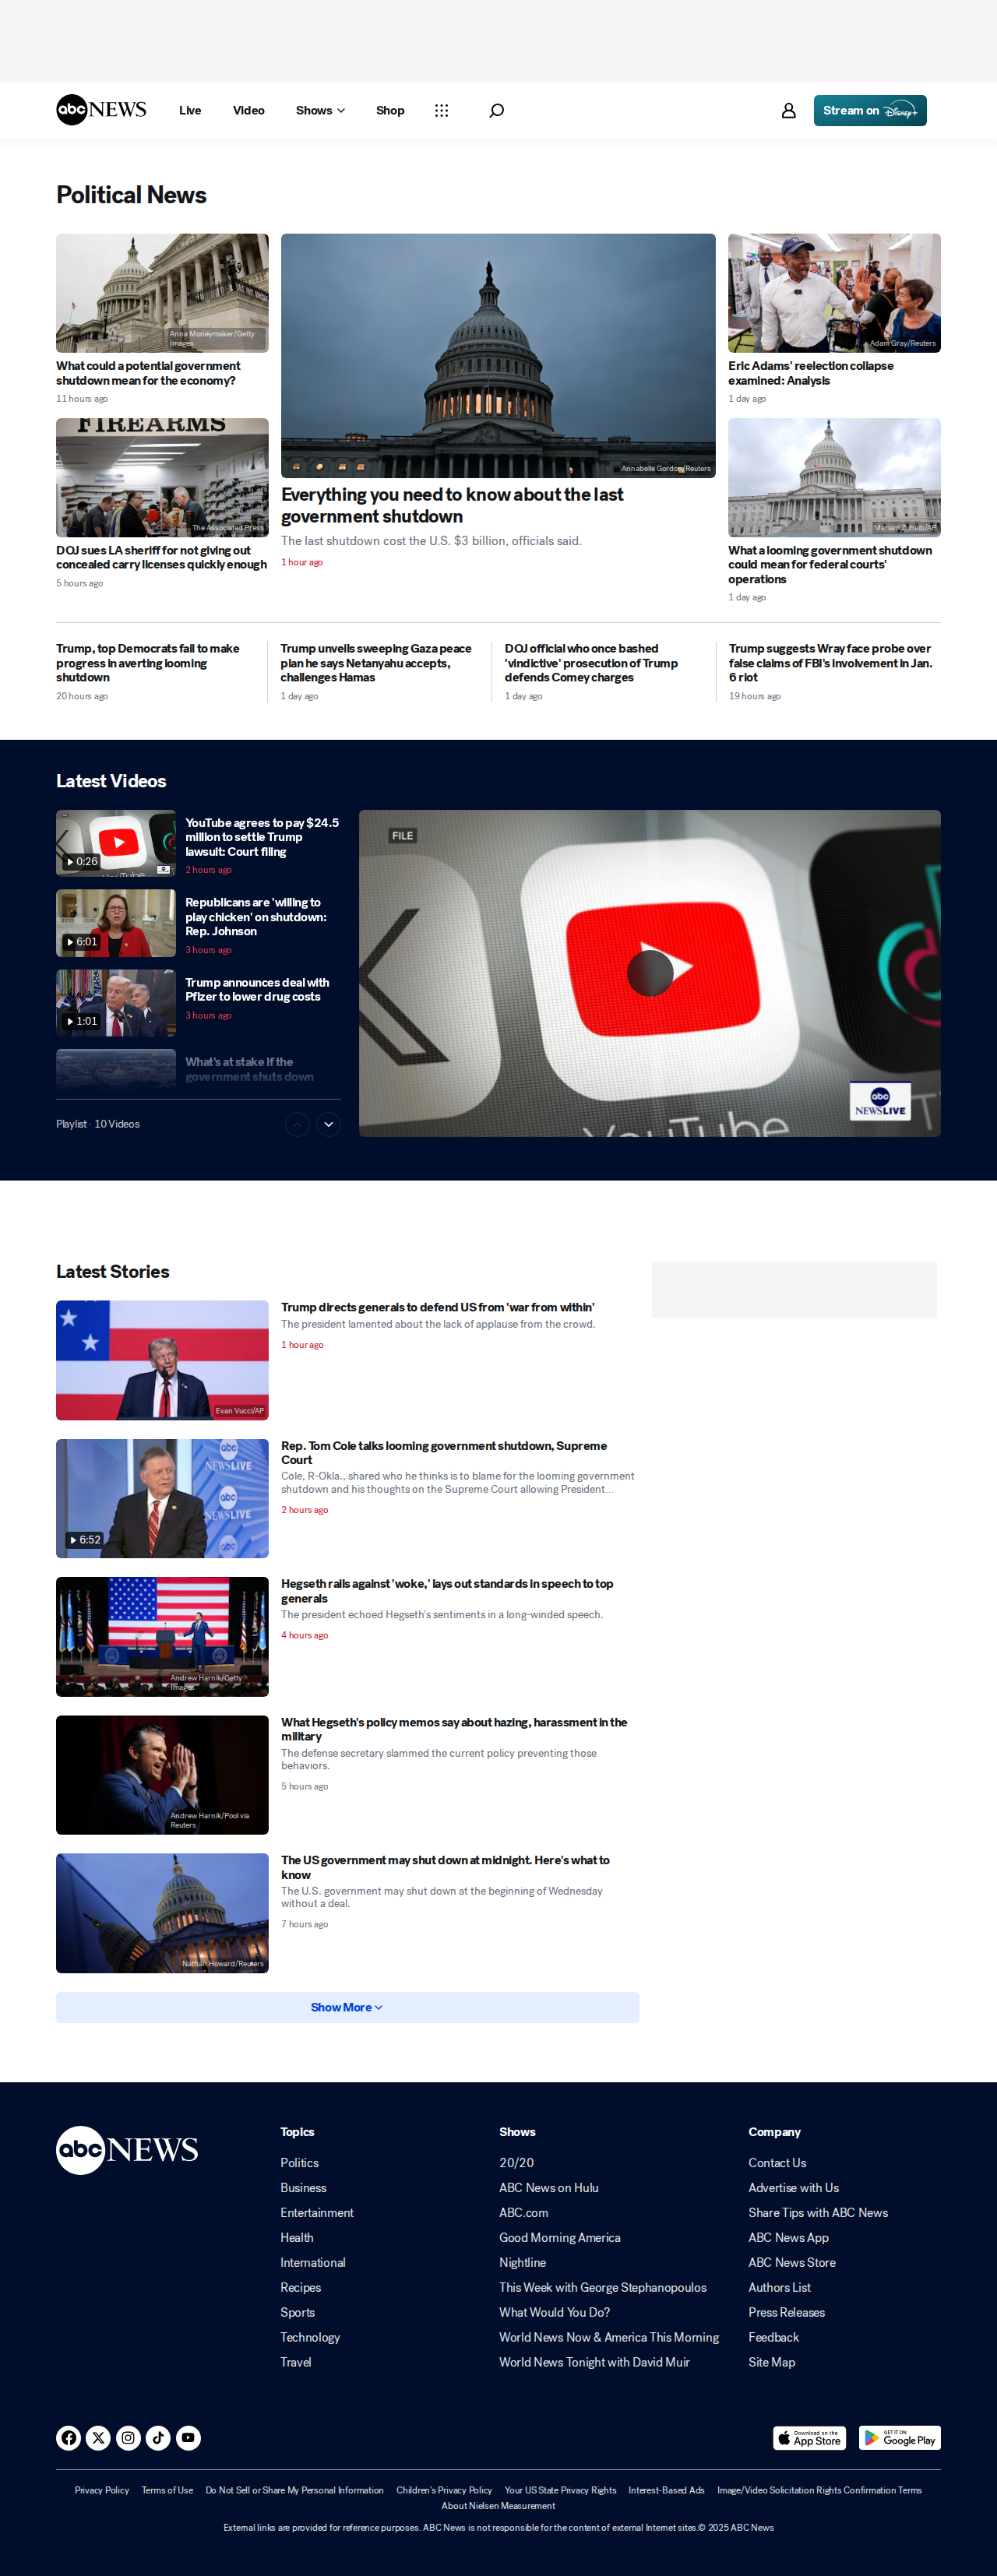 abc NEWS
Live
Video
Shows
Shop
Stream on Disney+
Political News
Anna Moneymaker/Getty
Images
What could a potential government
shutdown mean for the economy?
11 hours ago
FIREARMS
The Associated Press
DOJ sues LA sheriff for not giving out
concealed carry licenses quickly enough
5 hours ago
Annabelle Gordon/Reuters
Everything you need to know about the last
government shutdown
The last shutdown cost the U.S. $3 billion, officials said.
1 hour ago
Adam Gray/Reuters
Eric Adams' reelection collapse
examined: Analysis
1 day ago
Mariam Zuhaib/AP
What a looming government shutdown
could mean for federal courts'
operations
1 day ago
Trump, top Democrats fail to make
progress in averting looming
shutdown
20 hours ago
Trump unveils sweeping Gaza peace
plan he says Netanyahu accepts,
challenges Hamas
1 day ago
DOJ official who once bashed
'vindictive' prosecution of Trump
defends Comey charges
1 day ago
Trump suggests Wray face probe over
false claims of FBI's involvement in Jan.
6 riot
19 hours ago
Latest Videos
0:26
YouTube agrees to pay $24.5
million to settle Trump
lawsuit: Court filing
2 hours ago
6:01
Republicans are 'willing to
play chicken' on shutdown:
Rep. Johnson
3 hours ago
1:01
Trump announces deal with
Pfizer to lower drug costs
3 hours ago
What's at stake if the
government shuts down
Playlist · 10 Videos
FILE
YouTube
abc
NEWS LIVE
Latest Stories
Evan Vucci/AP
Trump directs generals to defend US from 'war from within'
The president lamented about the lack of applause from the crowd.
1 hour ago
abc
NEWS LIVE
6:52
Rep. Tom Cole talks looming government shutdown, Supreme
Court
Cole, R-Okla., shared who he thinks is to blame for the looming government
shutdown and his thoughts on the Supreme Court allowing President...
2 hours ago
Andrew Harnik/Getty
Images
Hegseth rails against 'woke,' lays out standards in speech to top
generals
The president echoed Hegseth's sentiments in a long-winded speech.
4 hours ago
Andrew Harnik/Pool via
Reuters
What Hegseth's policy memos say about hazing, harassment in the
military
The defense secretary slammed the current policy preventing those
behaviors.
5 hours ago
Nathan Howard/Reuters
The US government may shut down at midnight. Here's what to
know
The U.S. government may shut down at the beginning of Wednesday
without a deal.
7 hours ago
Show More
abc NEWS
Topics
Politics
Business
Entertainment
Health
International
Recipes
Sports
Technology
Travel
Shows
20/20
ABC News on Hulu
ABC.com
Good Morning America
Nightline
This Week with George Stephanopoulos
What Would You Do?
World News Now & America This Morning
World News Tonight with David Muir
Company
Contact Us
Advertise with Us
Share Tips with ABC News
ABC News App
ABC News Store
Authors List
Press Releases
Feedback
Site Map
Download on the
App Store
GET IT ON
Google Play
Privacy Policy Terms of Use Do Not Sell or Share My Personal Information Children's Privacy Policy Your US State Privacy Rights Interest-Based Ads Image/Video Solicitation Rights Confirmation Terms
About Nielsen Measurement
External links are provided for reference purposes. ABC News is not responsible for the content of external Internet sites.© 2025 ABC News